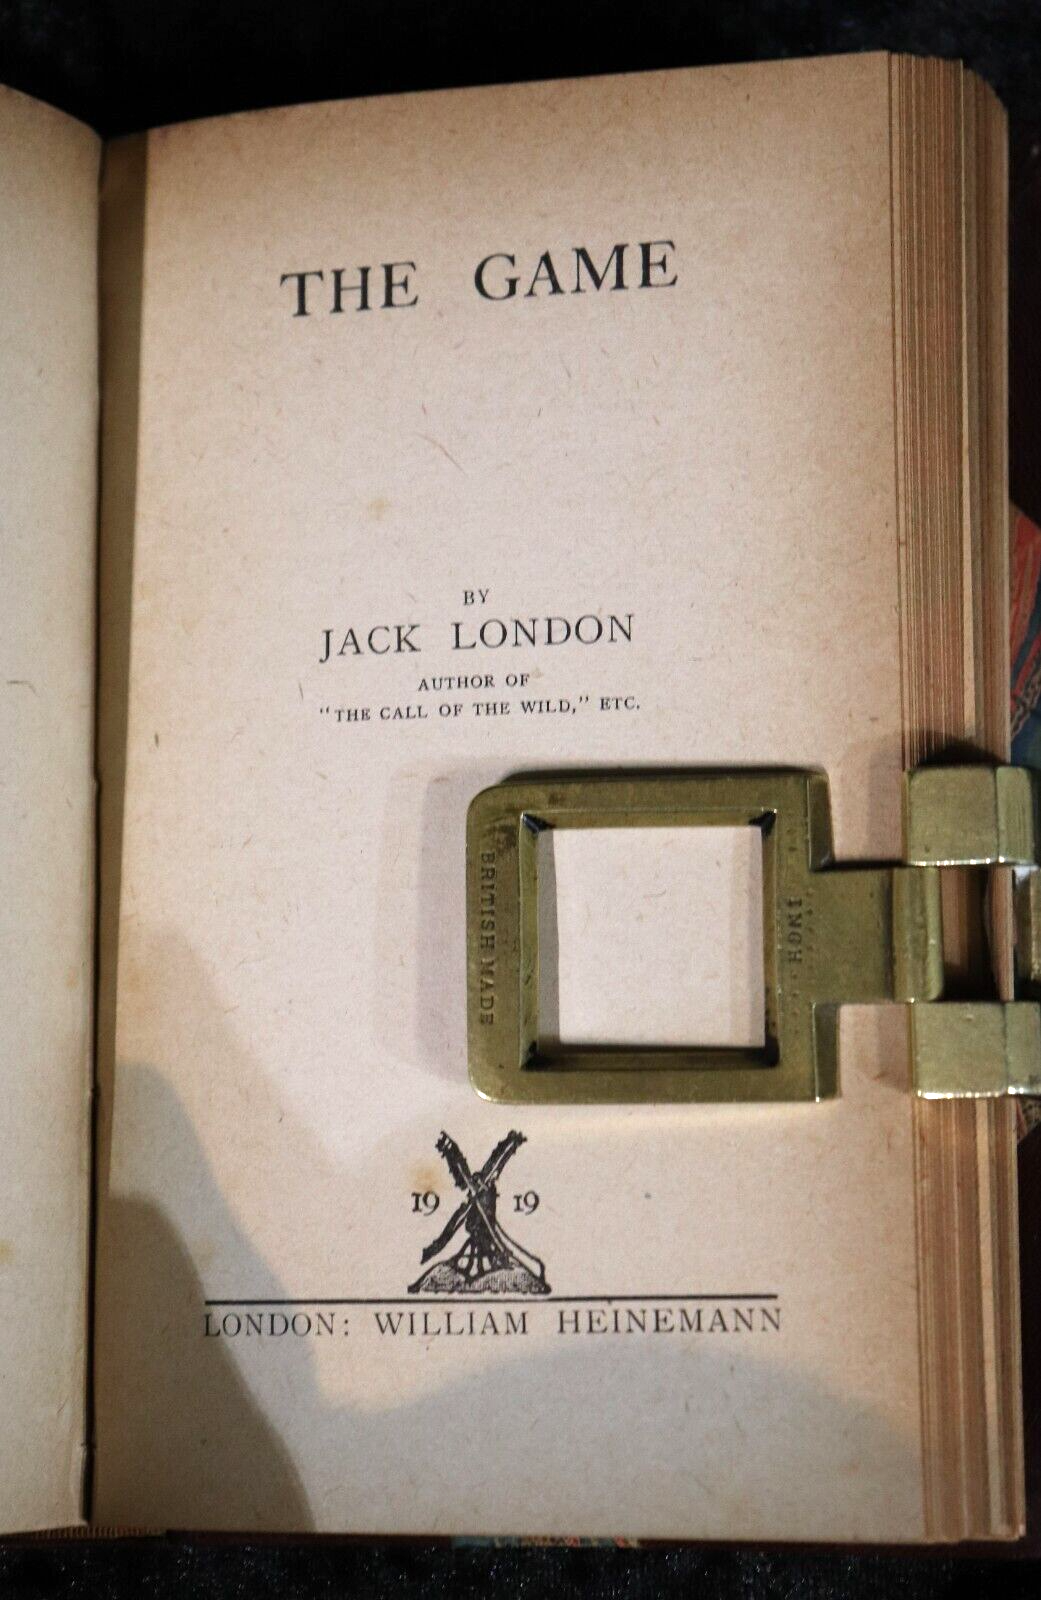 THE GAME
BY
JACK LONDON
AUTHOR OF
"THE CALL OF THE WILD," ETC.
BRITISH MADE
INCH
19 19
LONDON: WILLIAM HEINEMANN